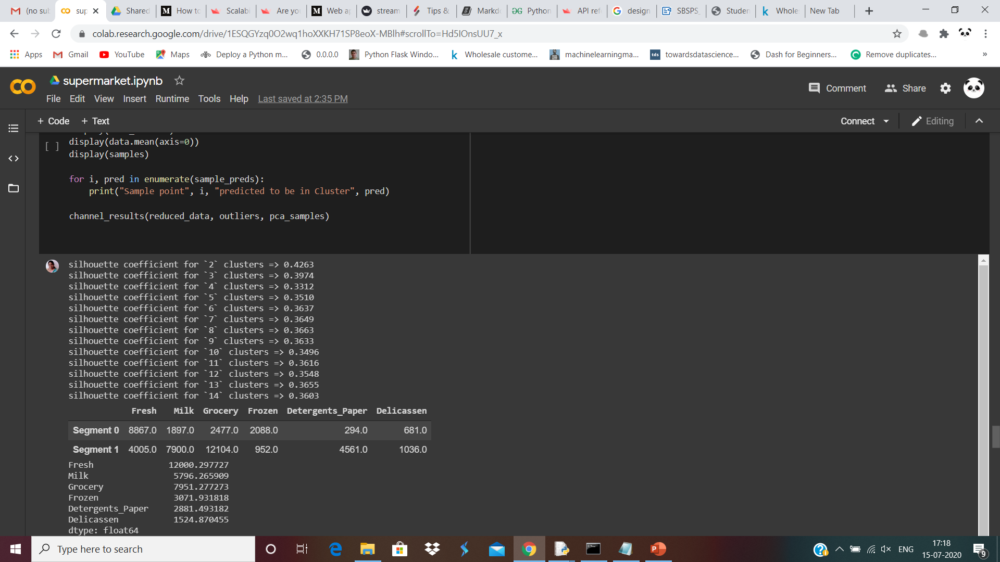 (no sub
sup
Shared
How to
Scalabi
Are you
Web ap
stream
Tips &
Markdo
Python
API refe
design
SBSPS_
Studen
Wholes
New Tab
colab.research.google.com/drive/1ESQGYzq0O2wq1hoXXKH71SP8eoX-MBlh#scrollTo=Hd5IOnsUU7_x
Apps
Gmail
YouTube
Maps
Deploy a Python m...
0.0.0.0
Python Flask Windo...
Wholesale custome...
machinelearningma...
tds towardsdatascience...
Dash for Beginners...
Remove duplicates...
»
supermarket.ipynb
Comment
Share
File Edit View Insert Runtime Tools Help Last saved at 2:35 PM
+ Code + Text
Connect
Editing
[ ] display(data.mean(axis=0))
display(samples)
for i, pred in enumerate(sample_preds):
print("Sample point", i, "predicted to be in Cluster", pred)
channel_results(reduced_data, outliers, pca_samples)
silhouette coefficient for `2` clusters => 0.4263
silhouette coefficient for `3` clusters => 0.3974
silhouette coefficient for `4` clusters => 0.3312
silhouette coefficient for `5` clusters => 0.3510
silhouette coefficient for `6` clusters => 0.3637
silhouette coefficient for `7` clusters => 0.3649
silhouette coefficient for `8` clusters => 0.3663
silhouette coefficient for `9` clusters => 0.3633
silhouette coefficient for `10` clusters => 0.3496
silhouette coefficient for `11` clusters => 0.3616
silhouette coefficient for `12` clusters => 0.3548
silhouette coefficient for `13` clusters => 0.3655
silhouette coefficient for `14` clusters => 0.3603
Fresh Milk Grocery Frozen Detergents_Paper Delicassen
Segment 0 8867.0 1897.0 2477.0 2088.0 294.0 681.0
Segment 1 4005.0 7900.0 12104.0 952.0 4561.0 1036.0
Fresh 12000.297727
Milk 5796.265909
Grocery 7951.277273
Frozen 3071.931818
Detergents_Paper 2881.493182
Delicassen 1524.870455
dtype: float64
Type here to search
ENG
17:18
15-07-2020
9